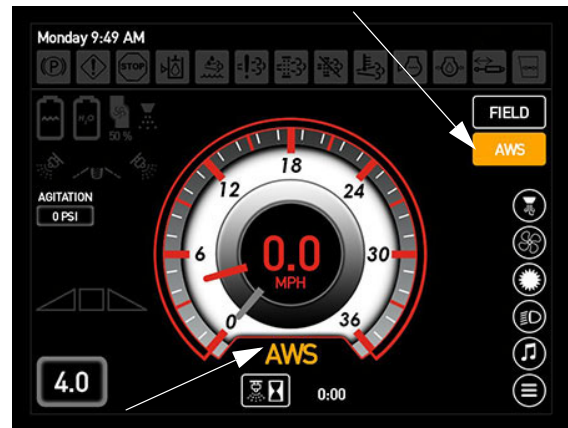 Monday 9:49 AM
(P)
STOP
H₂O
50 %
FIELD
AWS
AGITATION
0 PSI
0
6
12
18
24
30
36
0.0
MPH
AWS
4.0
0:00